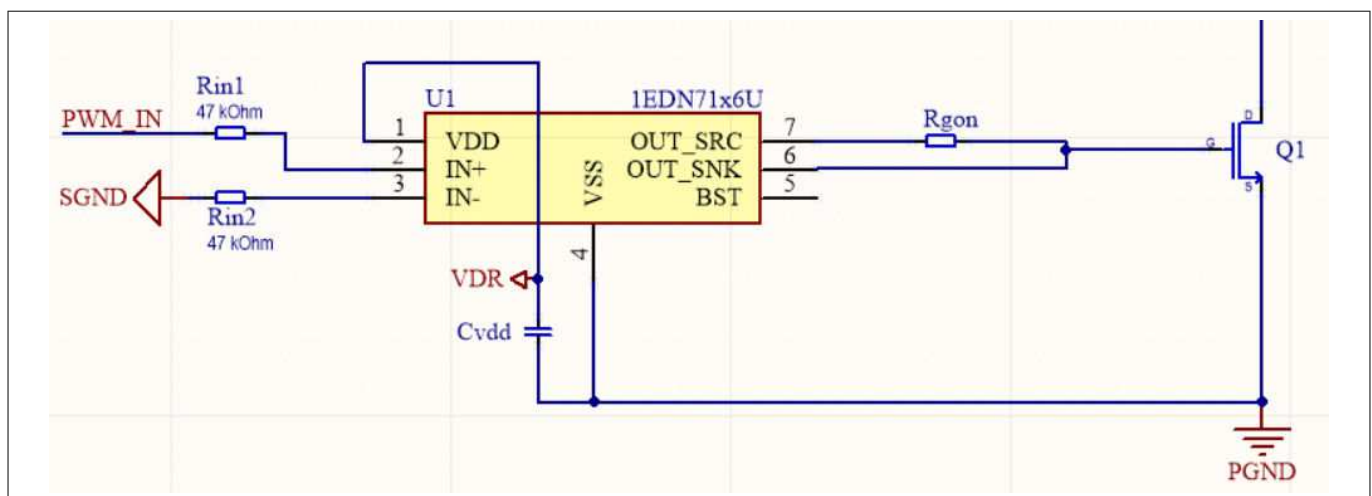 Rin1
47 kOhm
PWM_IN
SGND
Rin2
47 kOhm
U1
1EDN71x6U
1
2
3
VDD
IN+
IN-
VSS
4
OUT_SRC
OUT_SNK
BST
7
6
5
Rgon
D
G
S
Q1
VDR
Cvdd
PGND